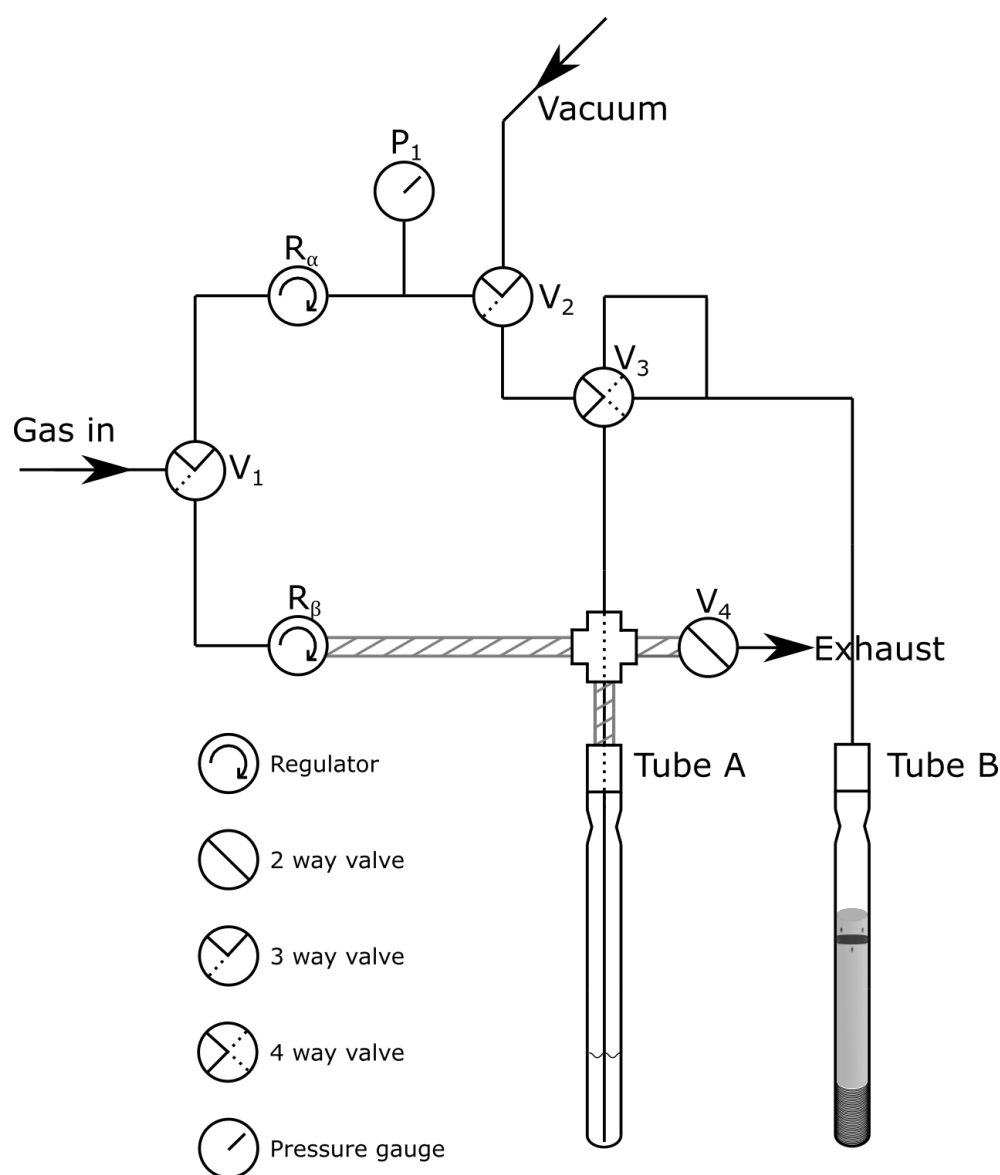 Vacuum
P₁
Rα
V₂
V₃
Gas in
V₁
Rβ
V₄
Exhaust
Regulator
Tube A
Tube B
2 way valve
3 way valve
4 way valve
Pressure gauge